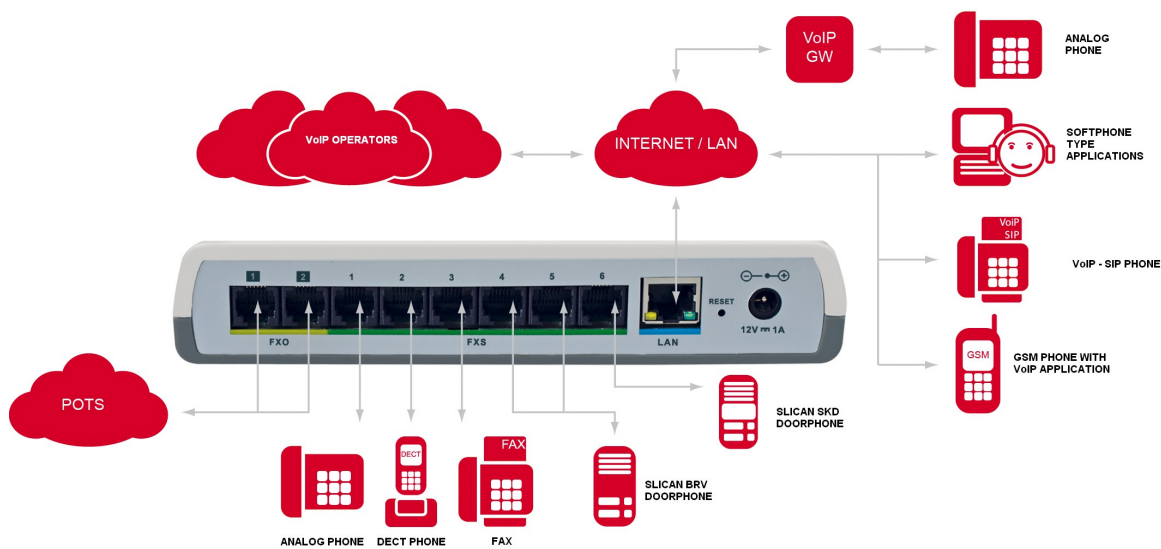 VoIP
GW
ANALOG
PHONE
VoIP OPERATORS
INTERNET / LAN
SOFTPHONE
TYPE
APPLICATIONS
VoiP
SIP
VoIP - SIP PHONE
1 2 1 2 3 4 5 6
RESET
12V 1A
FXO FXS LAN
GSM
GSM PHONE WITH
VoIP APPLICATION
POTS
SLICAN SKD
DOORPHONE
FAX
DECT
SLICAN BRV
DOORPHONE
ANALOG PHONE DECT PHONE FAX